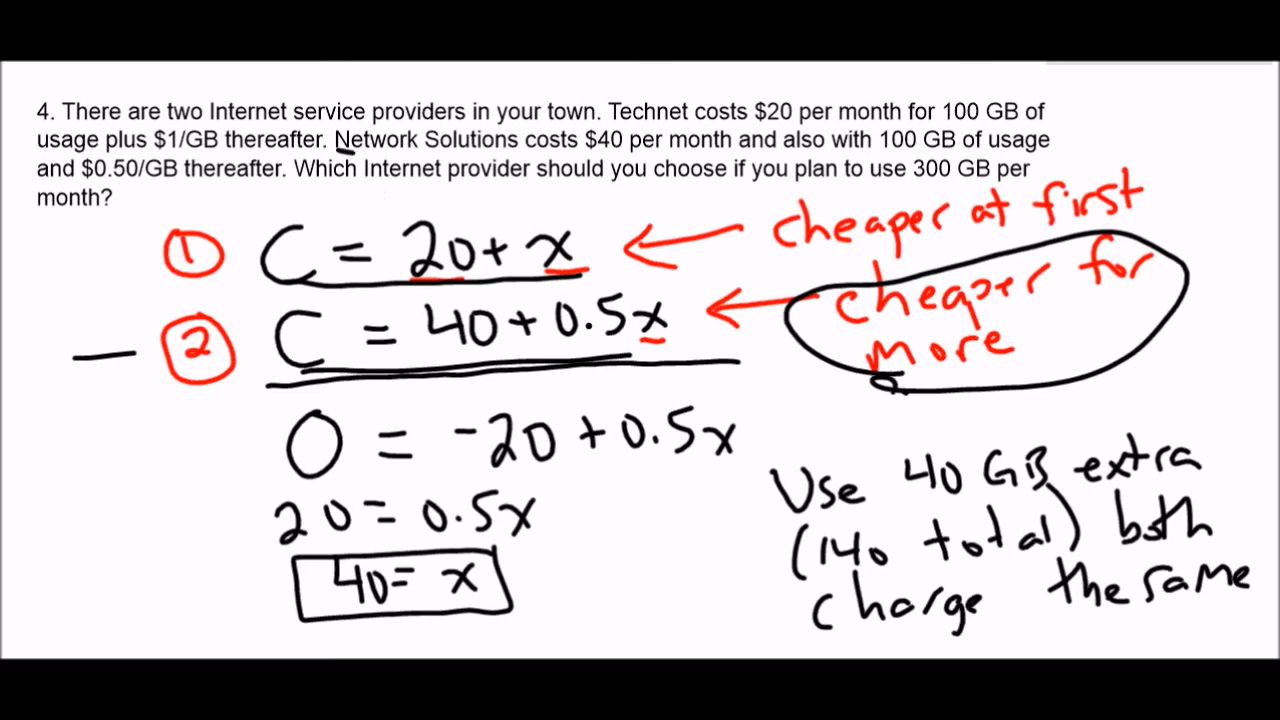 4. There are two Internet service providers in your town. Technet costs $20 per month for 100 GB of
usage plus $1/GB thereafter. Network Solutions costs $40 per month and also with 100 GB of usage
and $0.50/GB thereafter. Which Internet provider should you choose if you plan to use 300 GB per
month?
① C = 20 + x ← cheaper at first
— ② C = 40 + 0.5x ← cheaper for
more
0 = -20 + 0.5x
20 = 0.5x
40 = x
Use 40 GB extra
(140 total) both
charge the same